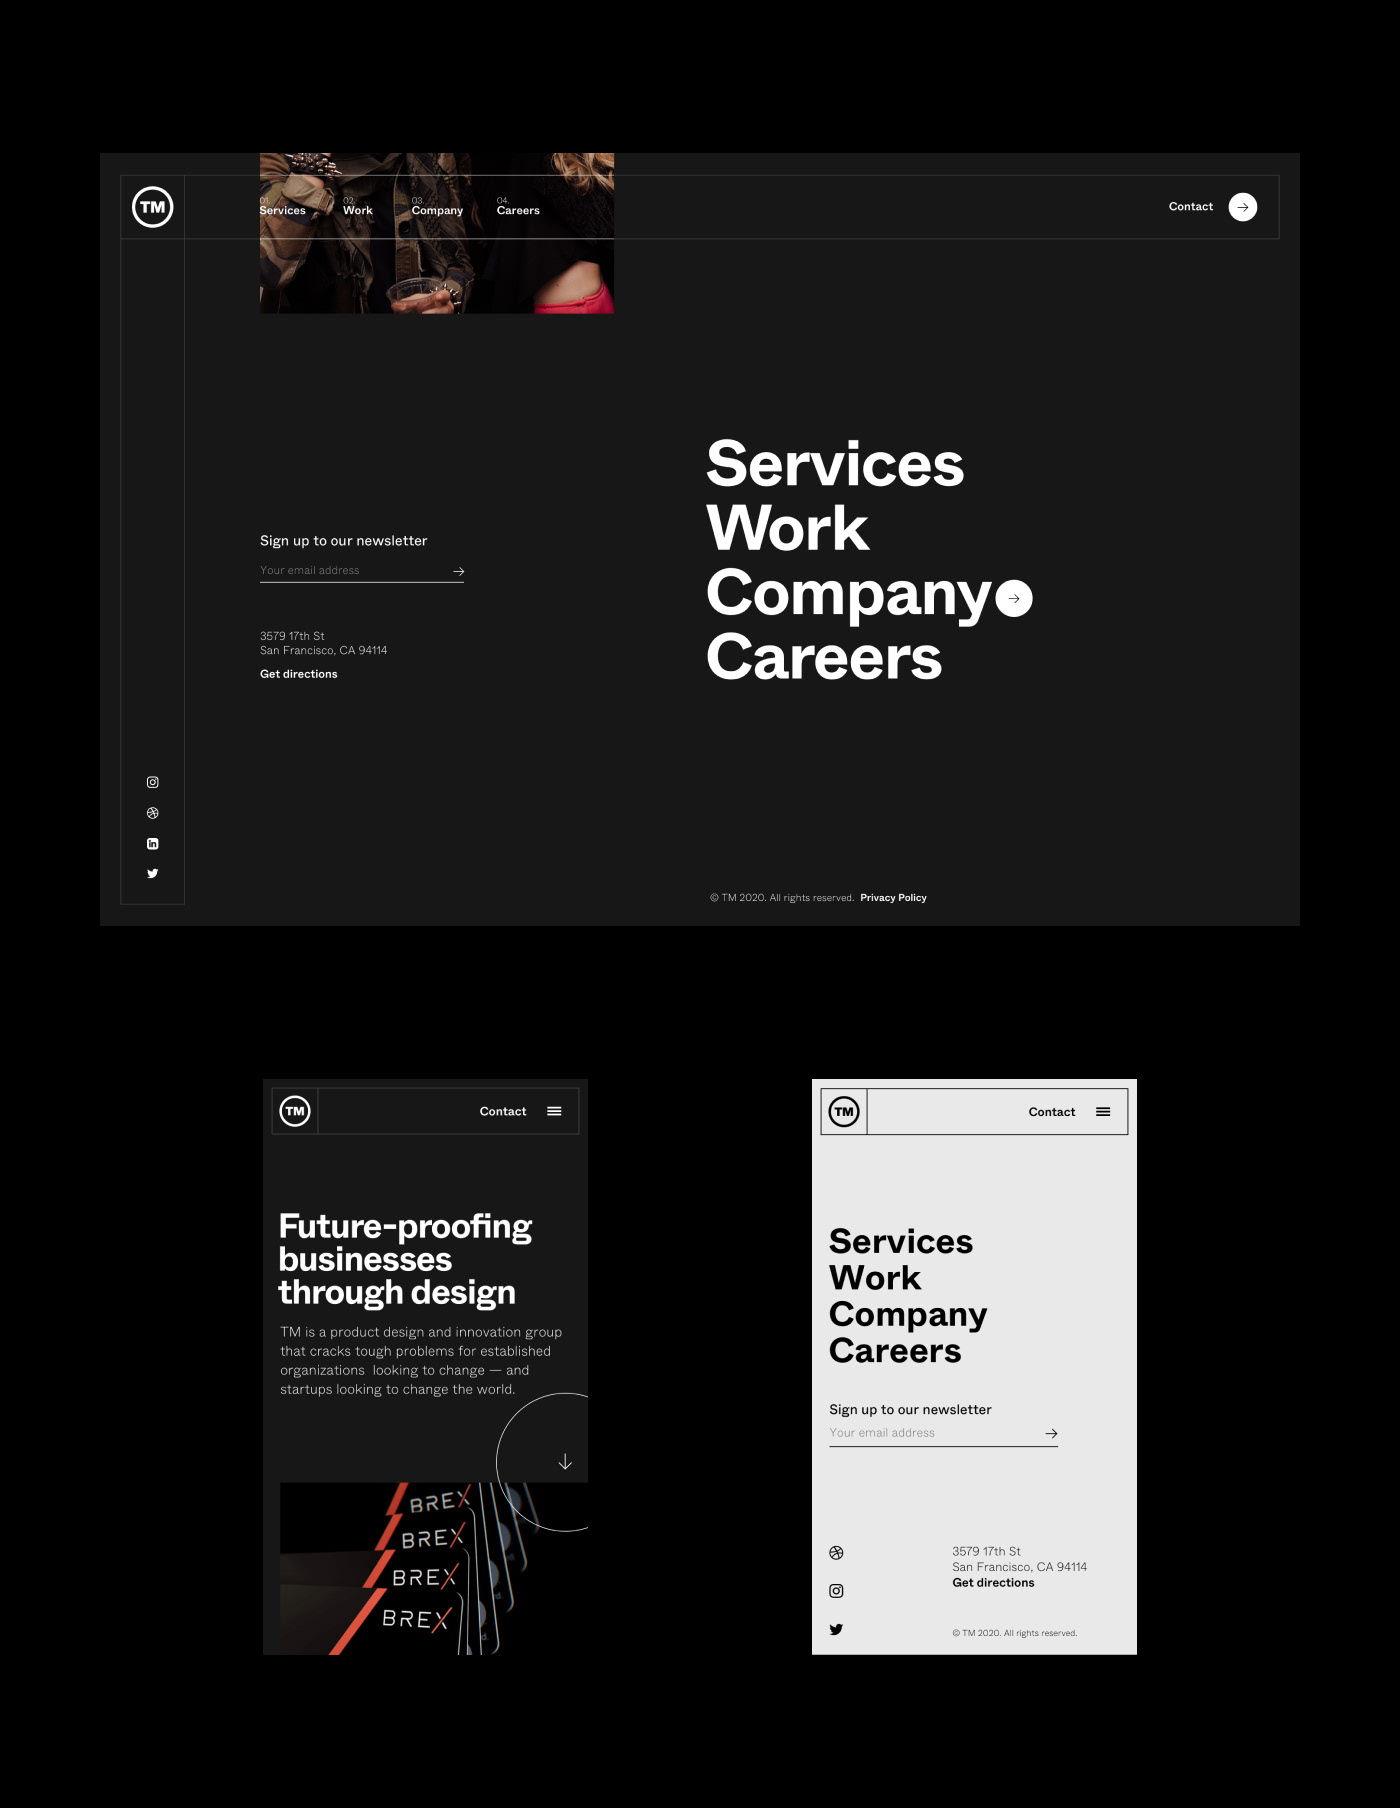 TM
01.
Services
02.
Work
03.
Company
04.
Careers
Contact
Services
Work
Company
Careers
Sign up to our newsletter
Your email address
3579 17th St
San Francisco, CA 94114
Get directions
in
© TM 2020. All rights reserved. Privacy Policy
TM
Contact
Future-proofing
businesses
through design
TM is a product design and innovation group
that cracks tough problems for established
organizations  looking to change — and
startups looking to change the world.
BREX
BREX
BREX
BREX
TM
Contact
Services
Work
Company
Careers
Sign up to our newsletter
Your email address
3579 17th St
San Francisco, CA 94114
Get directions
© TM 2020. All rights reserved.